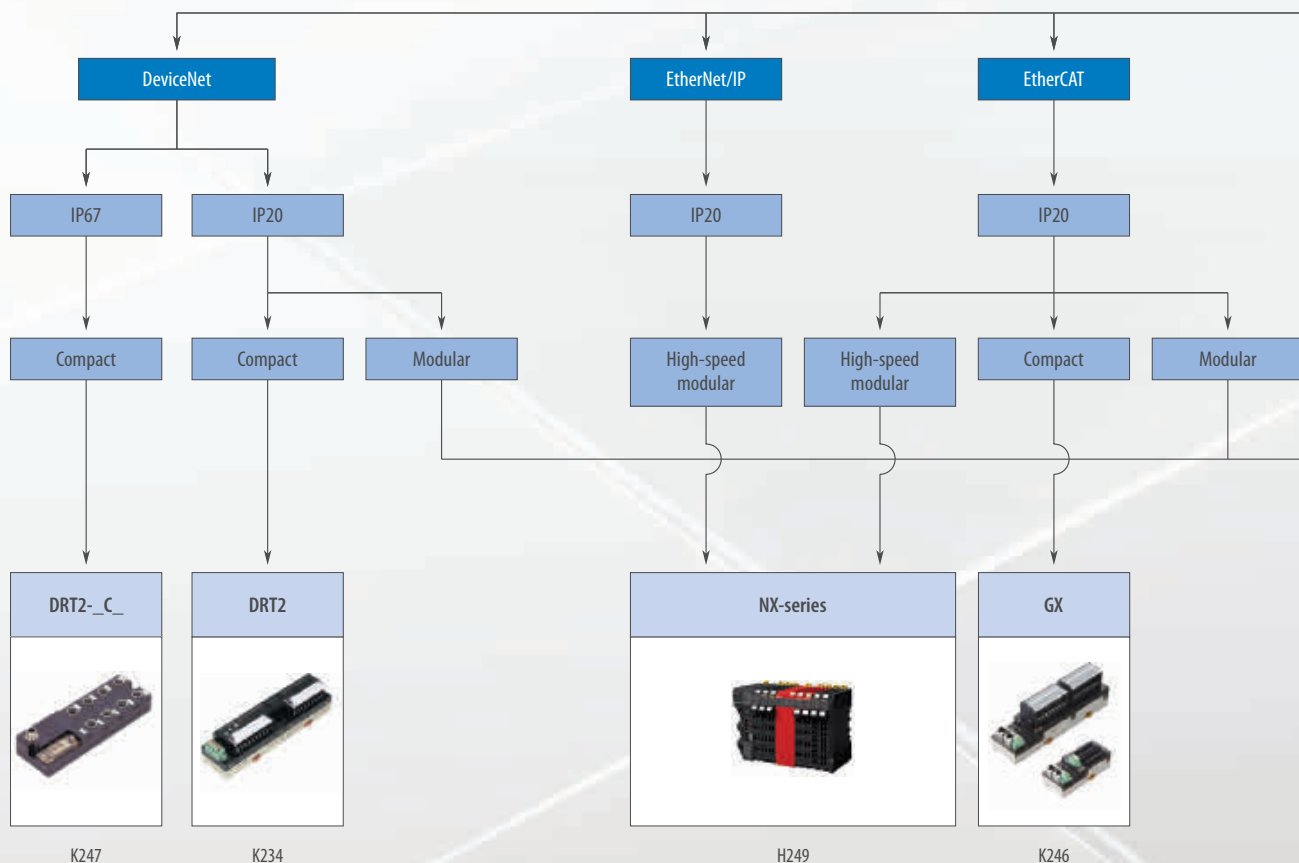 DeviceNet
EtherNet/IP
EtherCAT
IP67
IP20
IP20
IP20
Compact
Compact
Modular
High-speed
modular
High-speed
modular
Compact
Modular
DRT2-_C_
DRT2
NX-series
GX
K247
K234
H249
K246